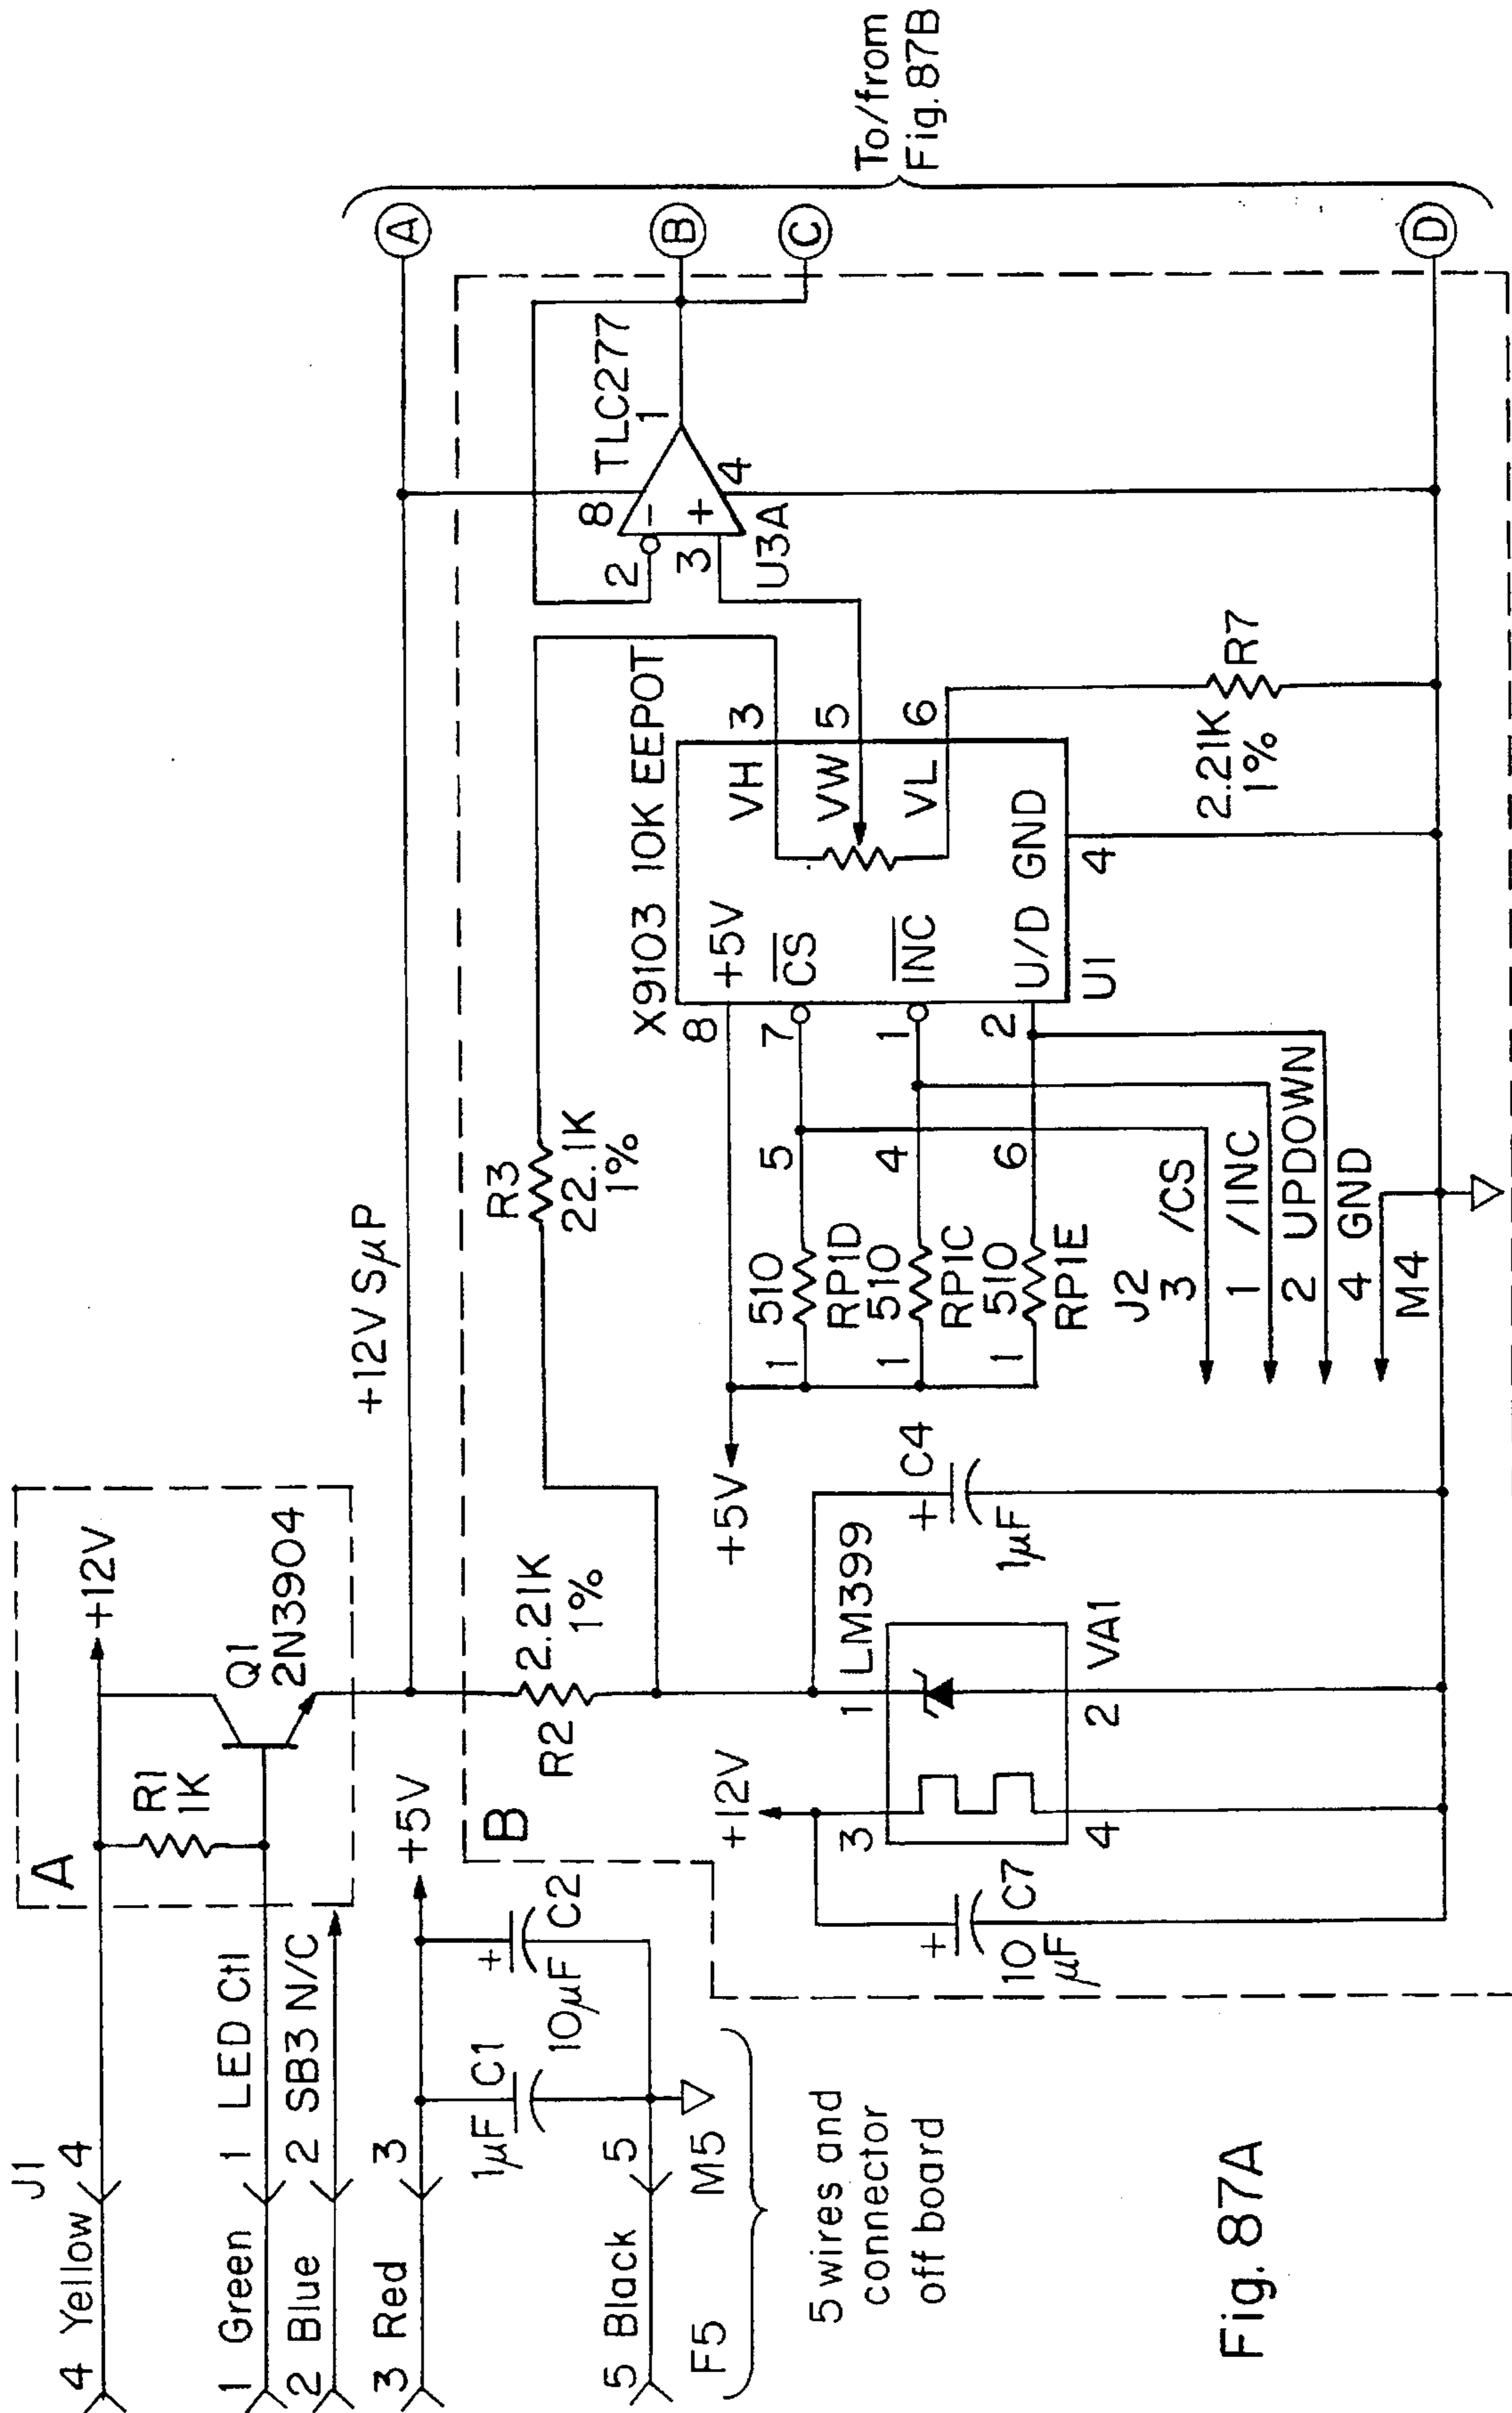 J1
4 Yellow 4
1 Green 1 LED Ctl
2 Blue 2 SB3 N/C
3 Red 3
5 Black 5
F5 M5
5 wires and
connector
off board
A
R1
1K
+12V
Q1
2N3904
+12V SμP
1μF C1
10μF C2
+5V
B
R2
2.21K
1%
R3
22.1K
1%
+12V
3
1
LM399
4
2
VA1
+
10
μF
C7
+
C4
1μF
+5V
1
510
5
RP1D
1
510
4
RP1C
1
510
6
RP1E
J2
3 /CS
1 /INC
2 UPDOWN
4 GND
M4
X9103 10K EEPOT
8
+5V
7
CS
1
INC
2
U/D
GND
4
U1
VH
3
VW
5
VL
6
2.21K
1%
R7
2
3
8
-
+
4
1
TLC277
U3A
A
B
C
D
To/from
Fig.87B
Fig. 87A